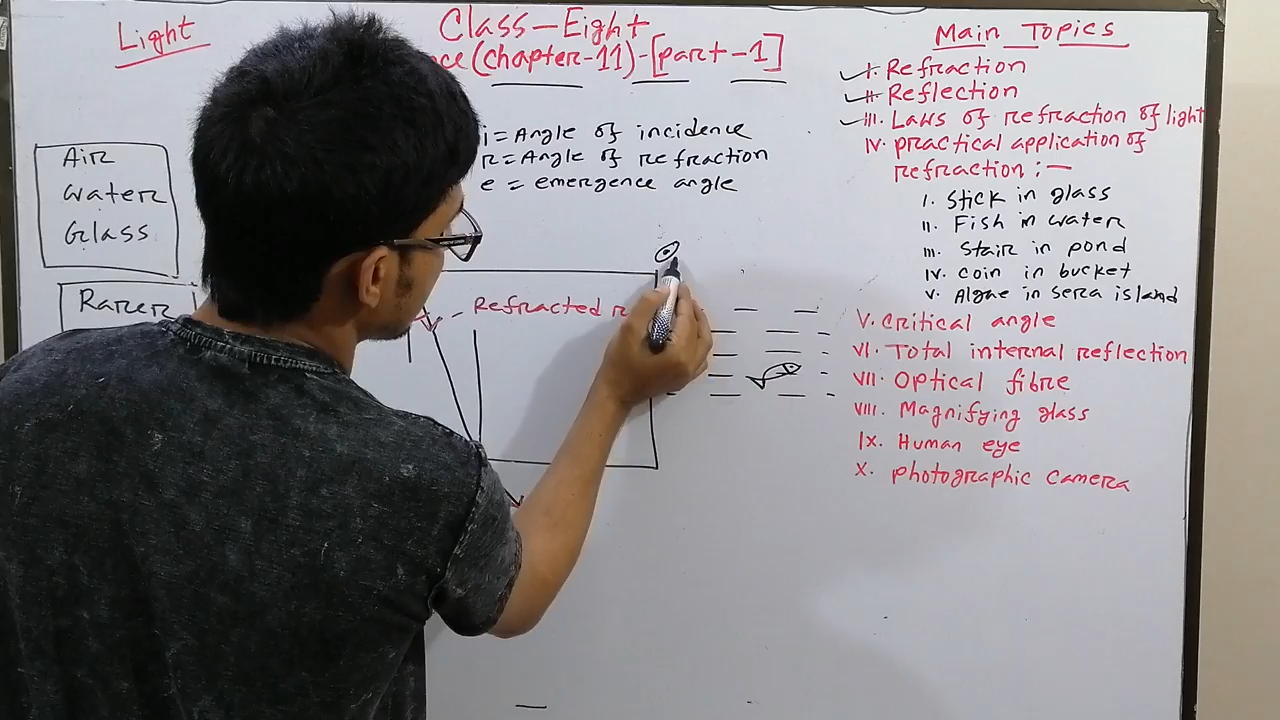 Light
Class-Eight
(chapter-11)-[part-1]
i = Angle of incidence
r = Angle of refraction
e = emergence angle
Air
water
Glass
Rarer
Refracted
Main Topics
I. Refraction
II. Reflection
III. Laws of refraction of light
IV. practical application of
refraction :-
I. Stick in glass
II. Fish in water
III. Stair in pond
IV. coin in bucket
V. Algae in sera island
V. Critical angle
VI. Total internal reflection
VII. Optical fibre
VIII. Magnifying glass
IX. Human eye
X. photographic camera